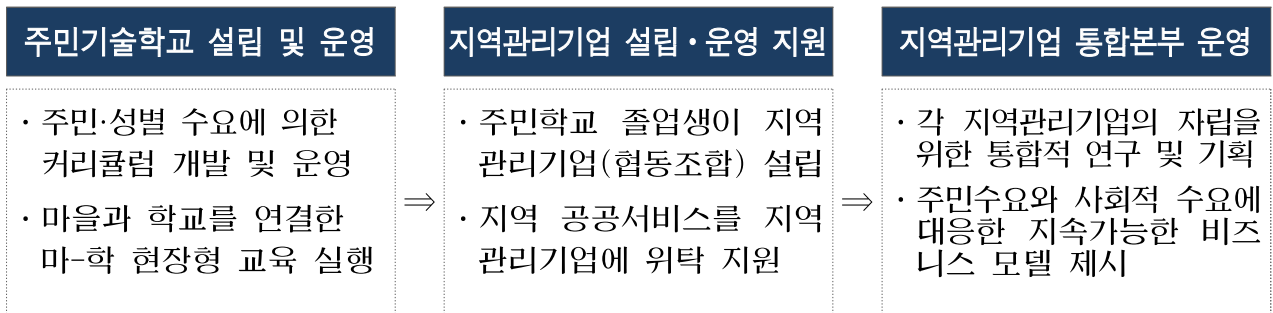 주민기술학교 설립 및 운영
· 주민·성별 수요에 의한
커리큘럼 개발 및 운영
· 마을과 학교를 연결한
마-학 현장형 교육 실행
⇒
지역관리기업 설립·운영 지원
· 주민학교 졸업생이 지역
관리기업(협동조합) 설립
· 지역 공공서비스를 지역
관리기업에 위탁 지원
⇒
지역관리기업 통합본부 운영
· 각 지역관리기업의 자립을
위한 통합적 연구 및 기획
· 주민수요와 사회적 수요에
대응한 지속가능한 비즈
니스 모델 제시